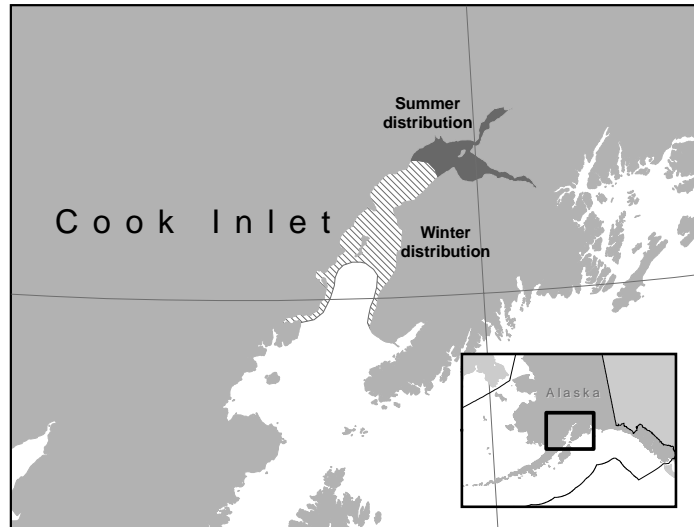 Summer
distribution
Cook Inlet
Winter
distribution
Alaska